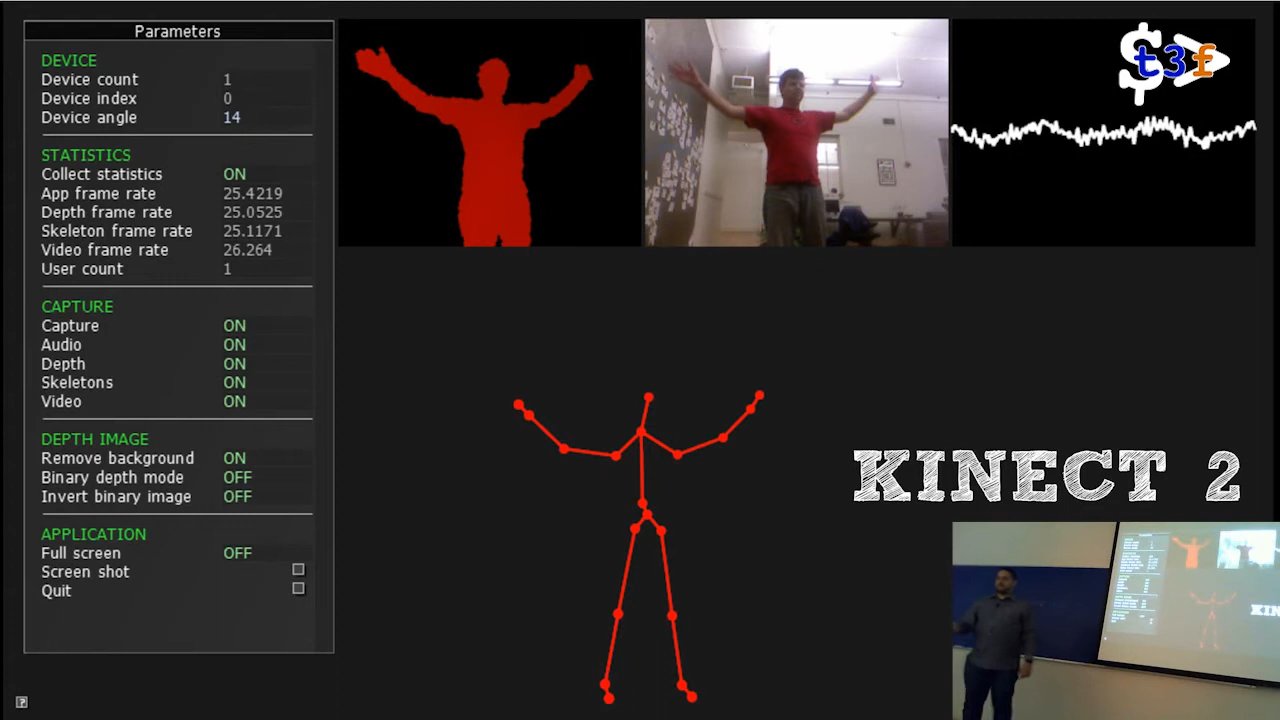 Parameters
DEVICE
Device count 1
Device index 0
Device angle 14
STATISTICS
Collect statistics ON
App frame rate 25.4219
Depth frame rate 25.0525
Skeleton frame rate 25.1171
Video frame rate 26.264
User count 1
CAPTURE
Capture ON
Audio ON
Depth ON
Skeletons ON
Video ON
DEPTH IMAGE
Remove background ON
Binary depth mode OFF
Invert binary image OFF
APPLICATION
Full screen OFF
Screen shot
Quit
?
$
t3f
KINECT 2
KINE